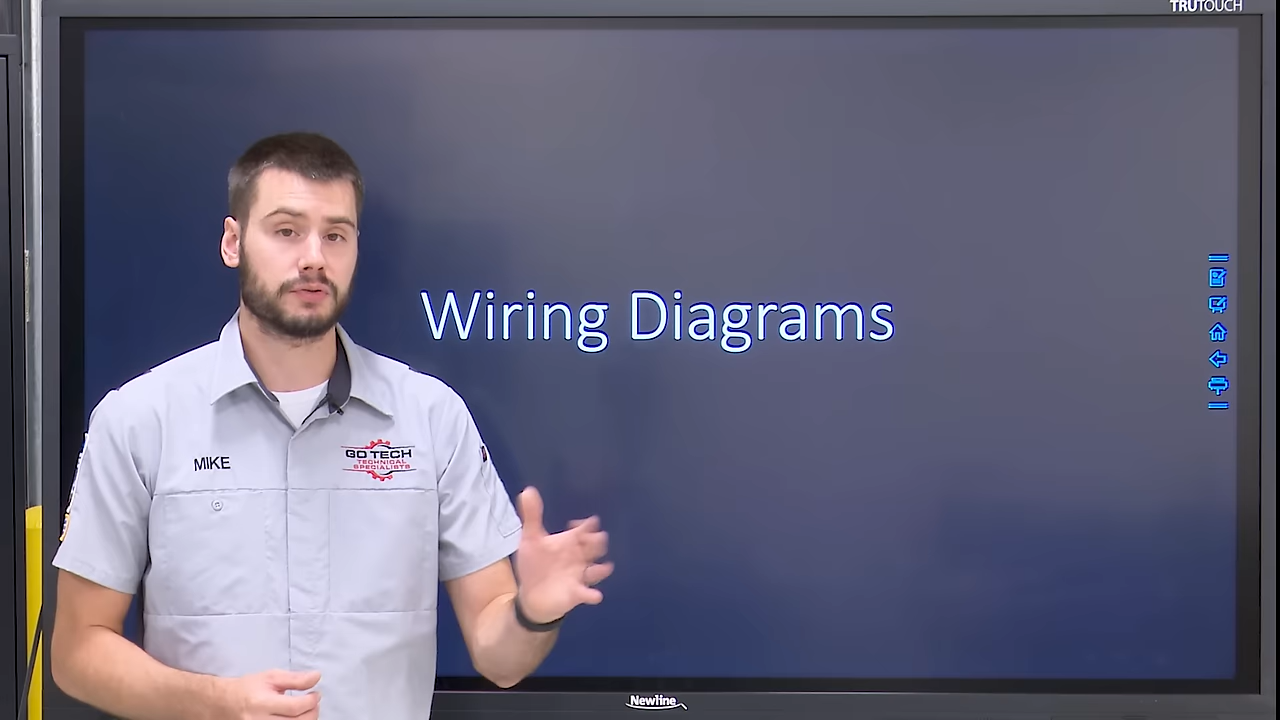 TRUTOUCH
Wiring Diagrams
MIKE
GO TECH
TECHNICAL
SPECIALISTS
Newline